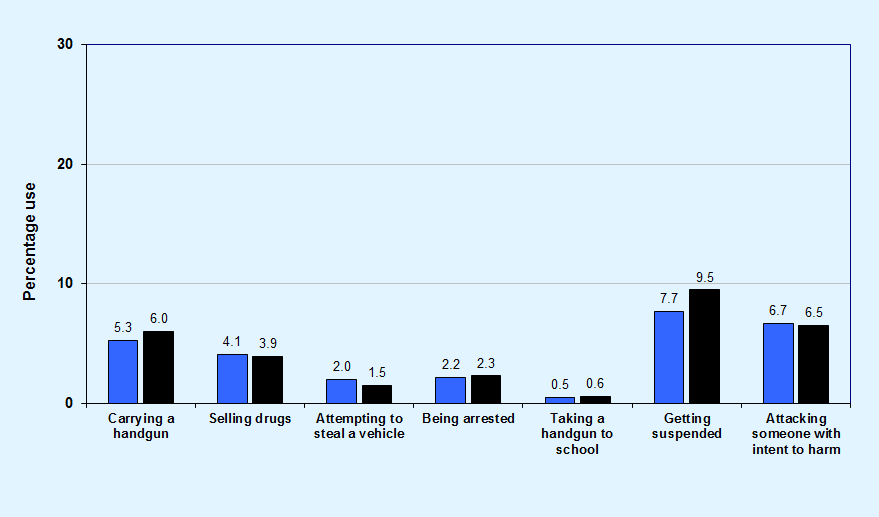 30
20
10
0
Percentage use
5.3
6.0
4.1
3.9
2.0
1.5
2.2
2.3
0.5
0.6
7.7
9.5
6.7
6.5
Carrying a
handgun
Selling drugs
Attempting to
steal a vehicle
Being arrested
Taking a
handgun to
school
Getting
suspended
Attacking
someone with
intent to harm